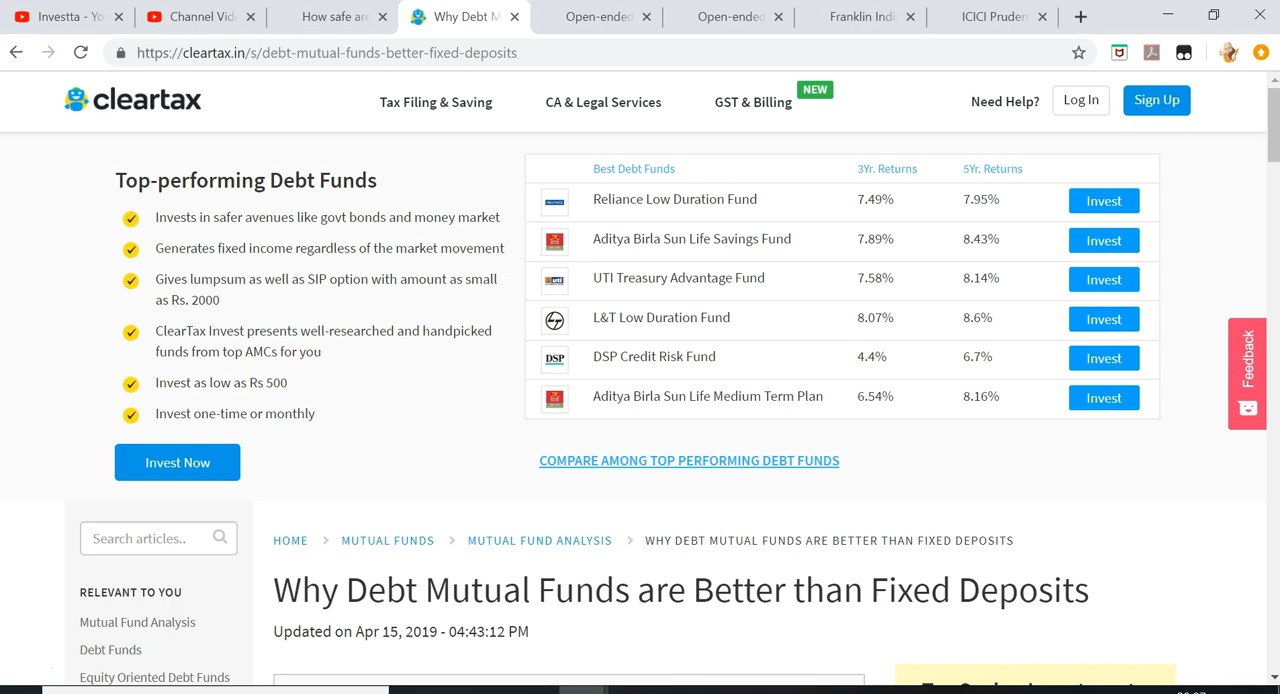 Investta - Yo
Channel Vid
How safe are
Why Debt M
Open-ended
Open-ended
Franklin Indi
ICICI Pruden
https://cleartax.in/s/debt-mutual-funds-better-fixed-deposits
cleartax
Tax Filing & Saving
CA & Legal Services
GST & Billing
NEW
Need Help?
Log In
Sign Up
Top-performing Debt Funds
Invests in safer avenues like govt bonds and money market
Generates fixed income regardless of the market movement
Gives lumpsum as well as SIP option with amount as small
as Rs. 2000
ClearTax Invest presents well-researched and handpicked
funds from top AMCs for you
Invest as low as Rs 500
Invest one-time or monthly
Invest Now
Best Debt Funds 3Yr. Returns 5Yr. Returns
Reliance Low Duration Fund 7.49% 7.95% Invest
Aditya Birla Sun Life Savings Fund 7.89% 8.43% Invest
UTI Treasury Advantage Fund 7.58% 8.14% Invest
L&T Low Duration Fund 8.07% 8.6% Invest
DSP DSP Credit Risk Fund 4.4% 6.7% Invest
Aditya Birla Sun Life Medium Term Plan 6.54% 8.16% Invest
COMPARE AMONG TOP PERFORMING DEBT FUNDS
Feedback
Search articles..
RELEVANT TO YOU
Mutual Fund Analysis
Debt Funds
Equity Oriented Debt Funds
HOME > MUTUAL FUNDS > MUTUAL FUND ANALYSIS > WHY DEBT MUTUAL FUNDS ARE BETTER THAN FIXED DEPOSITS
Why Debt Mutual Funds are Better than Fixed Deposits
Updated on Apr 15, 2019 - 04:43:12 PM